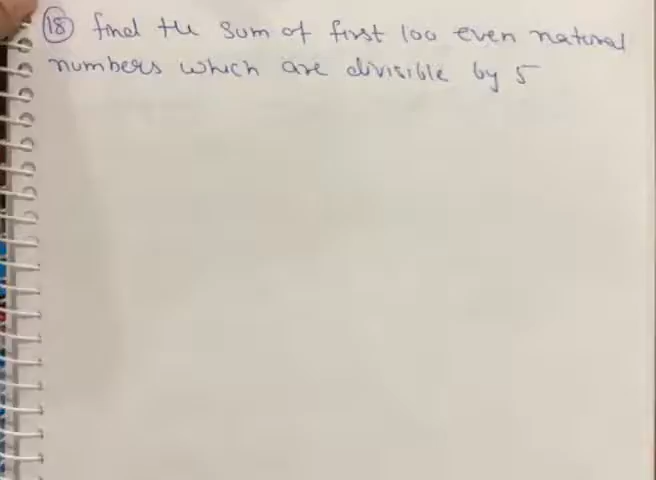 18 find the sum of first 100 even natural
numbers which are divisible by 5